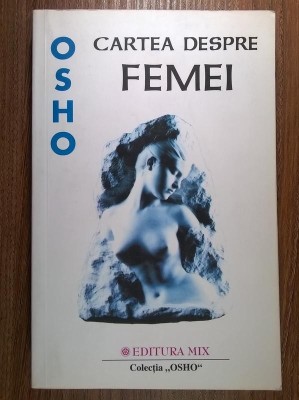 OSHO
CARTEA DESPRE
FEMEI
EDITURA MIX
Colecția „OSHO“